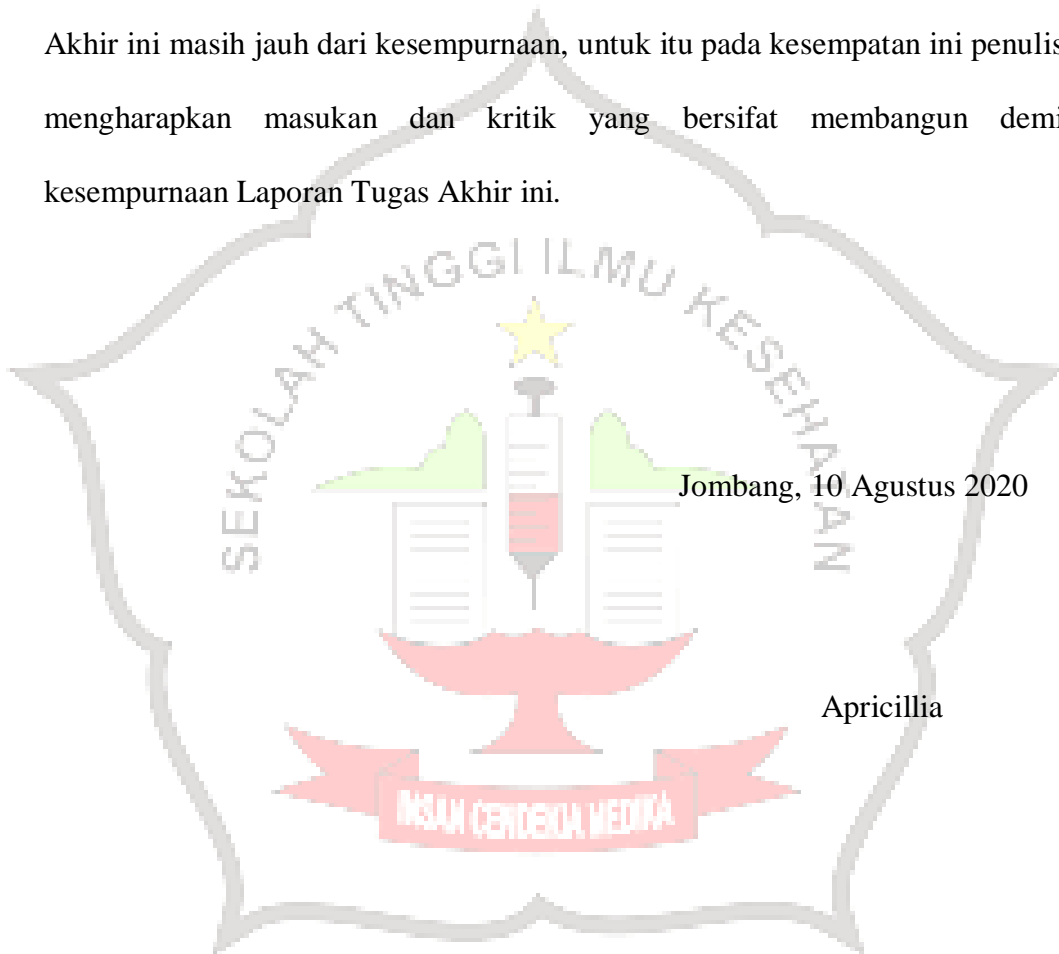 Akhir ini masih jauh dari kesempurnaan, untuk itu pada kesempatan ini penulis
mengharapkan masukan dan kritik yang bersifat membangun demi
kesempurnaan Laporan Tugas Akhir ini.
SEKOLAH TINGGI ILMU KESEHATAN
Jombang, 10 Agustus 2020
Apricillia
INSAN CENDEKIA MEDIKA